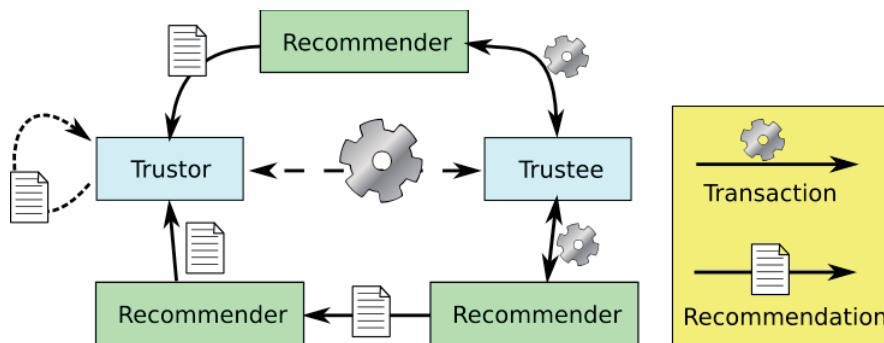 Recommender
Trustor
Trustee
Recommender
Recommender
Transaction
Recommendation